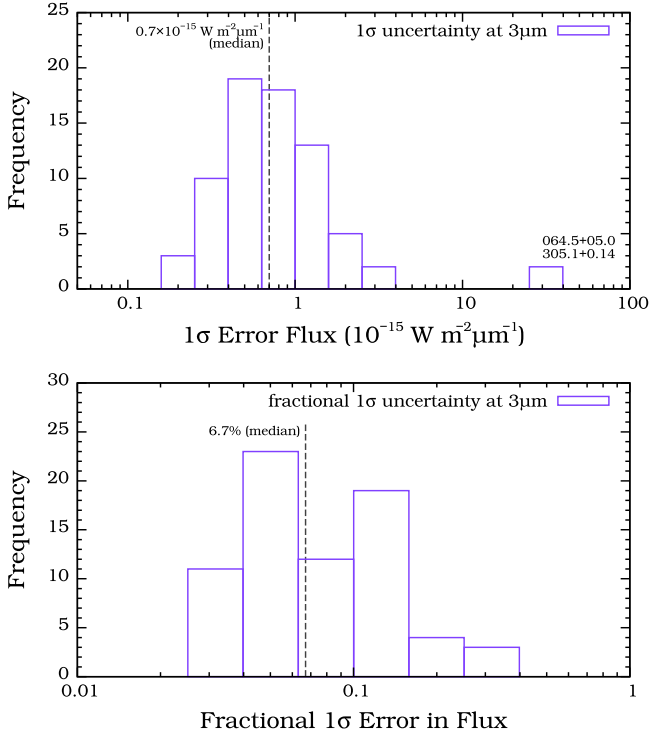 25
20
15
10
5
0
Frequency
0.7×10⁻¹⁵ W m⁻²µm⁻¹
(median)
1σ uncertainty at 3µm
064.5+05.0
305.1+0.14
0.1
1
10
100
1σ Error Flux (10⁻¹⁵ W m⁻²µm⁻¹)
30
25
20
15
10
5
0
Frequency
fractional 1σ uncertainty at 3µm
6.7% (median)
0.01
0.1
1
Fractional 1σ Error in Flux